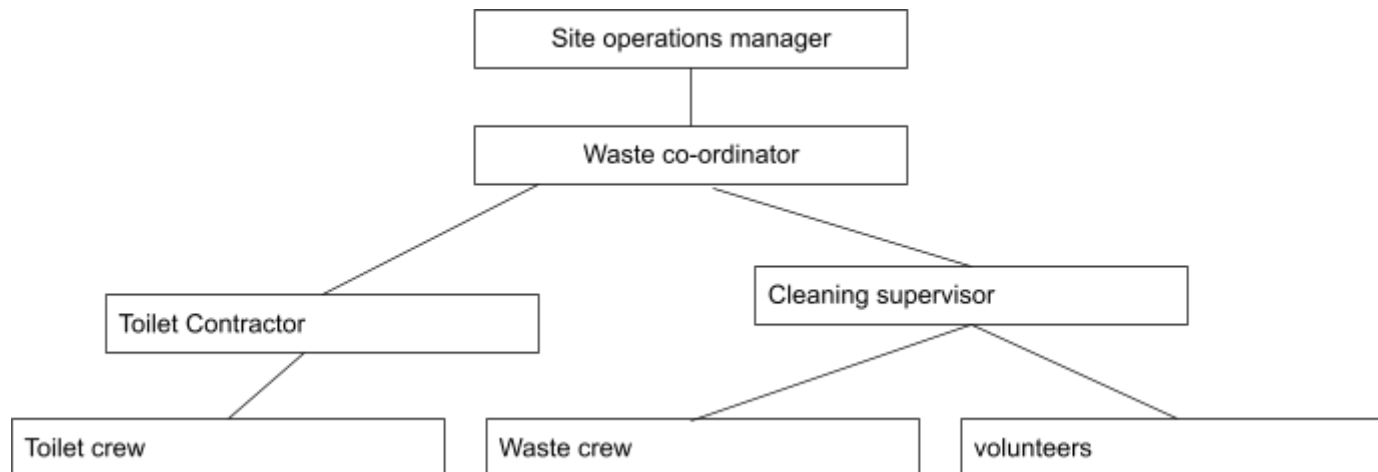 Site operations manager
Waste co-ordinator
Toilet Contractor
Cleaning supervisor
Toilet crew
Waste crew
volunteers